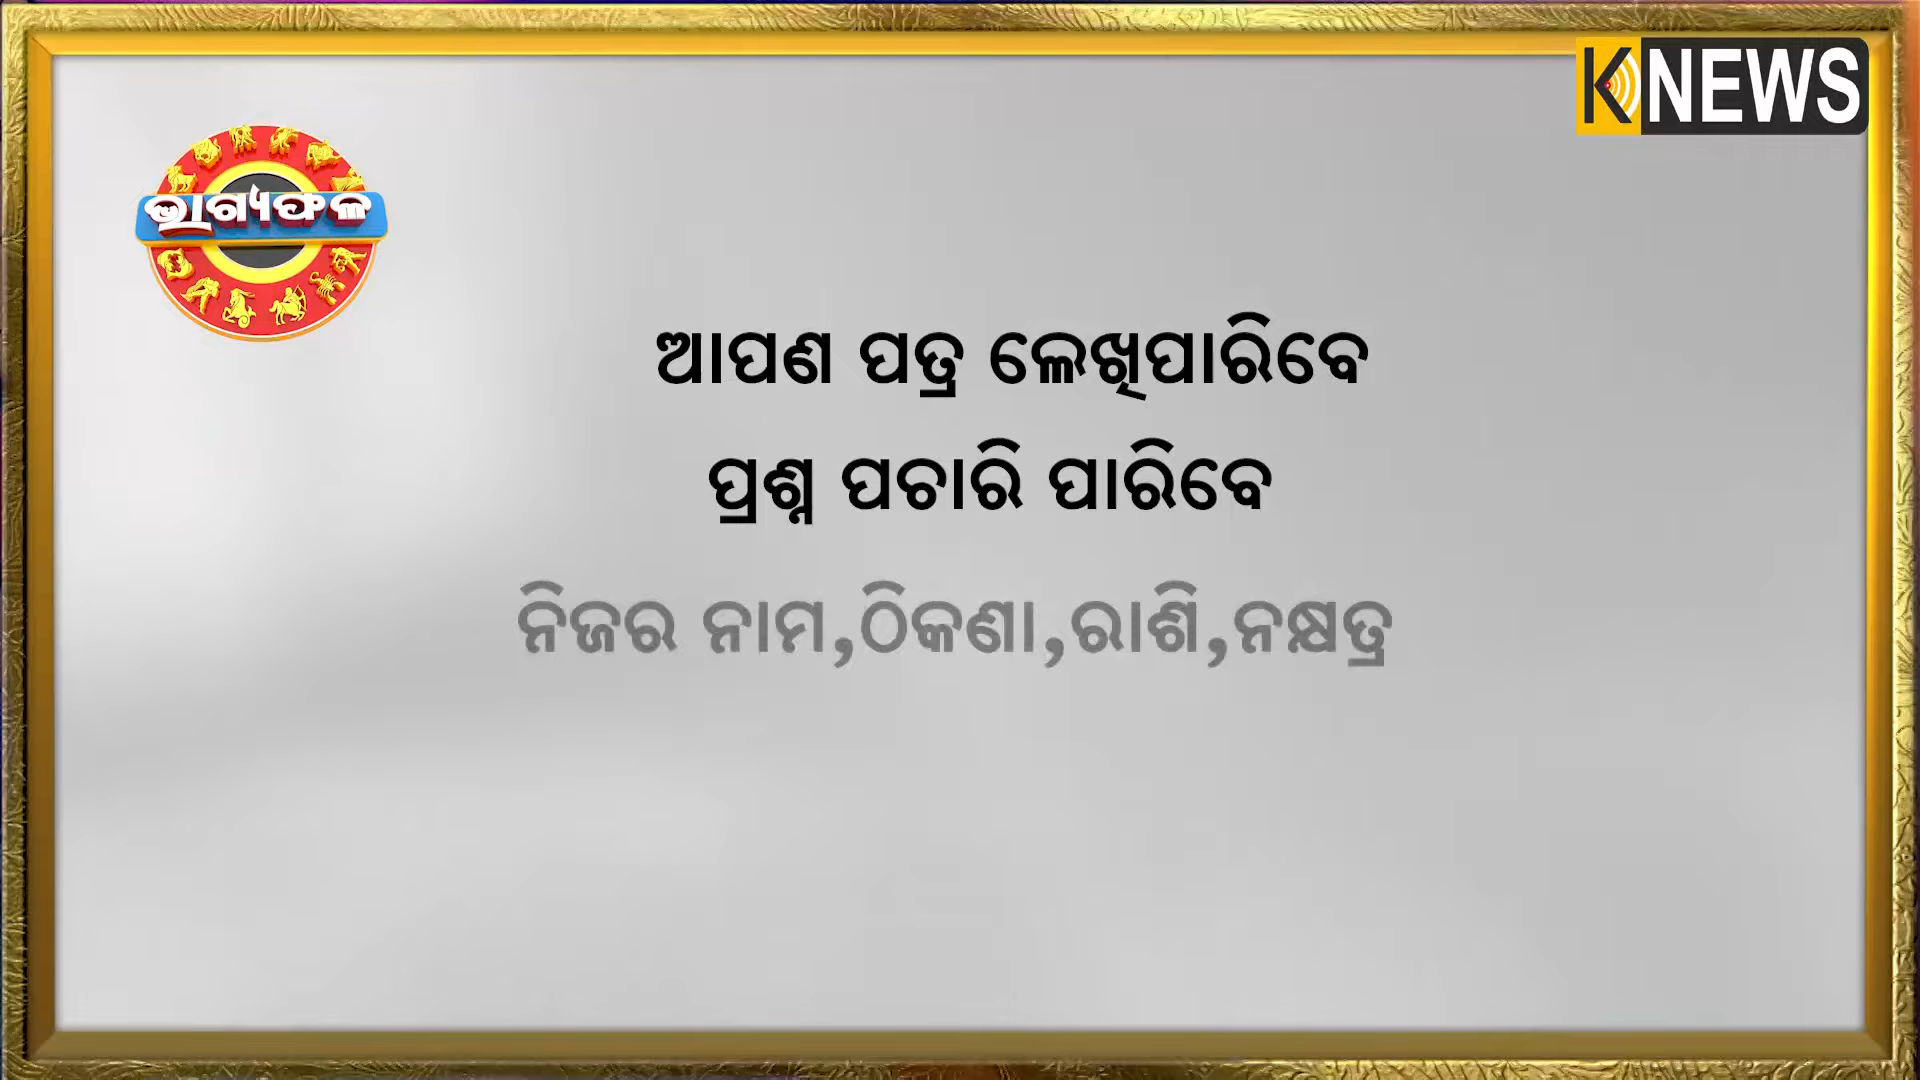 KNEWS
ଭାଗ୍ୟଫଳ
ଆପଣ ପତ୍ର ଲେଖିପାରିବେ
ପ୍ରଶ୍ନ ପଚାରି ପାରିବେ
ନିଜର ନାମ,ଠିକଣା,ରାଶି,ନକ୍ଷତ୍ର